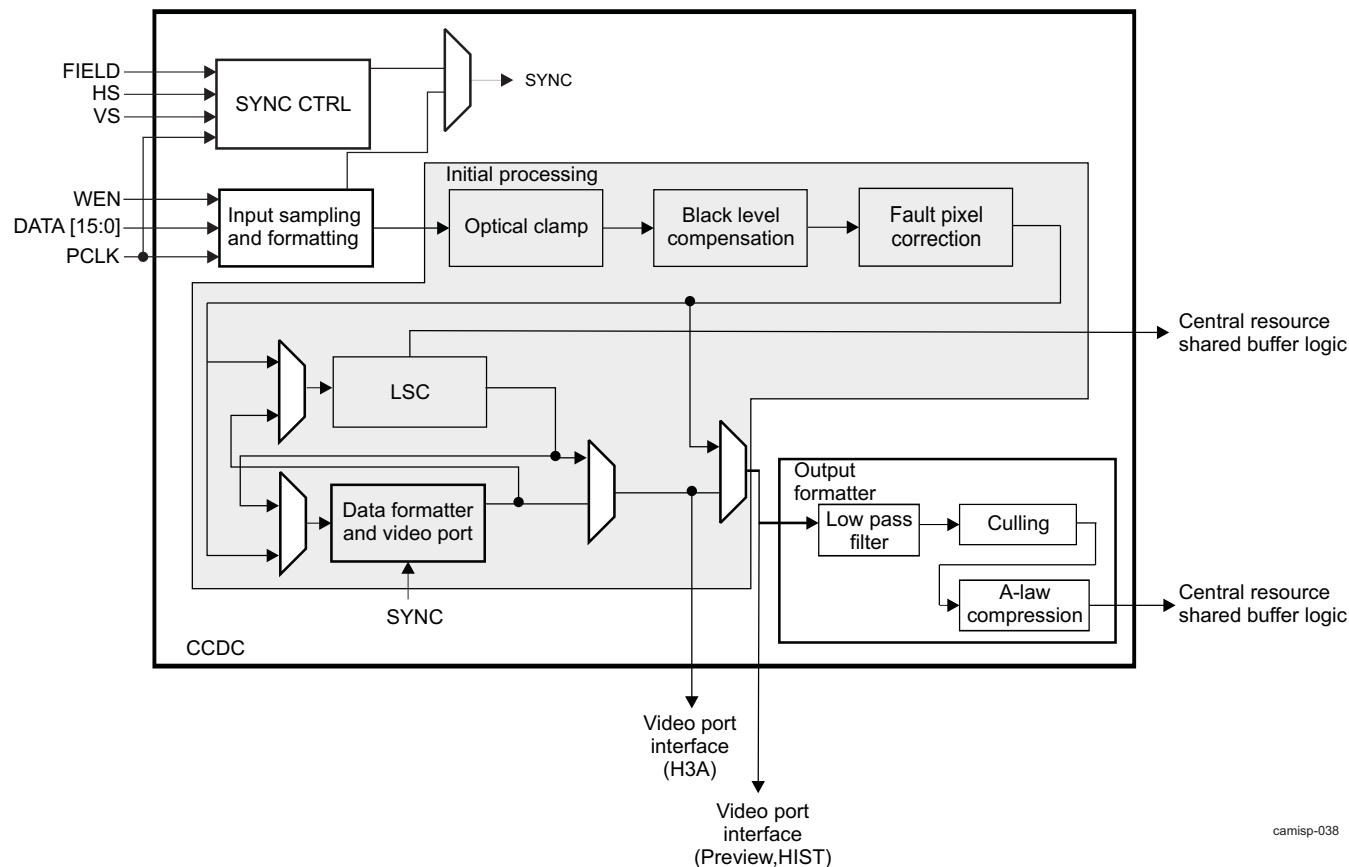 FIELD
HS
VS
SYNC CTRL
SYNC
WEN
DATA [15:0]
PCLK
Input sampling
and formatting
Initial processing
Optical clamp
Black level
compensation
Fault pixel
correction
Central resource
shared buffer logic
LSC
Data formatter
and video port
SYNC
Output
formatter
Low pass
filter
Culling
A-law
compression
Central resource
shared buffer logic
CCDC
Video port
interface
(H3A)
Video port
interface
(Preview,HIST)
camisp-038